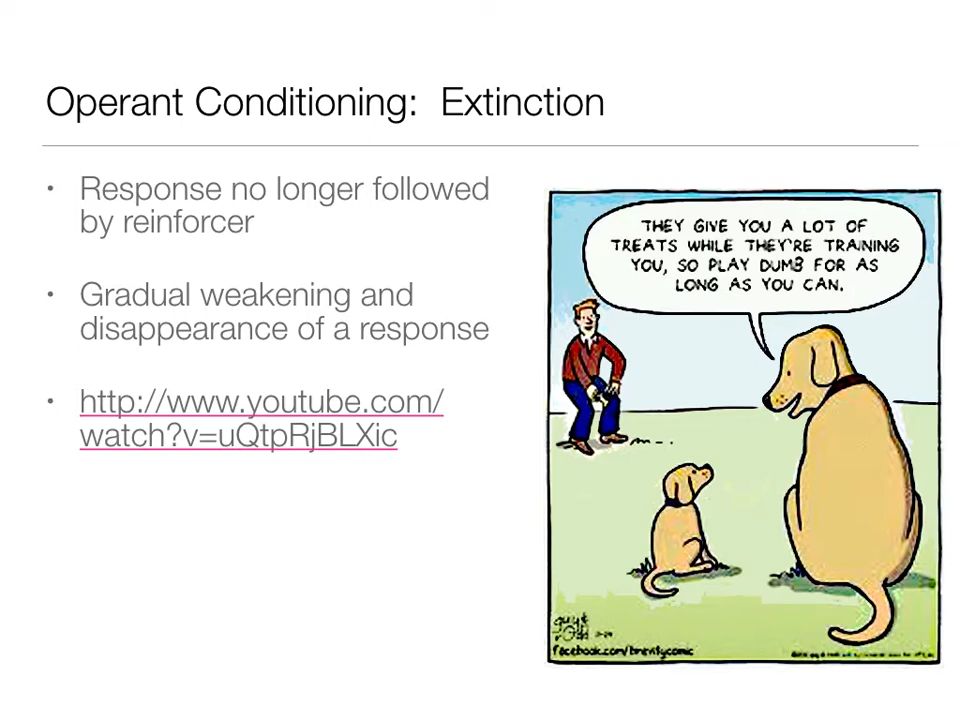 Operant Conditioning: Extinction
• Response no longer followed
by reinforcer
• Gradual weakening and
disappearance of a response
• http://www.youtube.com/
watch?v=uQtpRjBLXic
THEY GIVE YOU A LOT OF
TREATS WHILE THEY'RE TRAINING
YOU, SO PLAY DUMB FOR AS
LONG AS YOU CAN.
guy &
rodd
facebook.com/brevitycomic